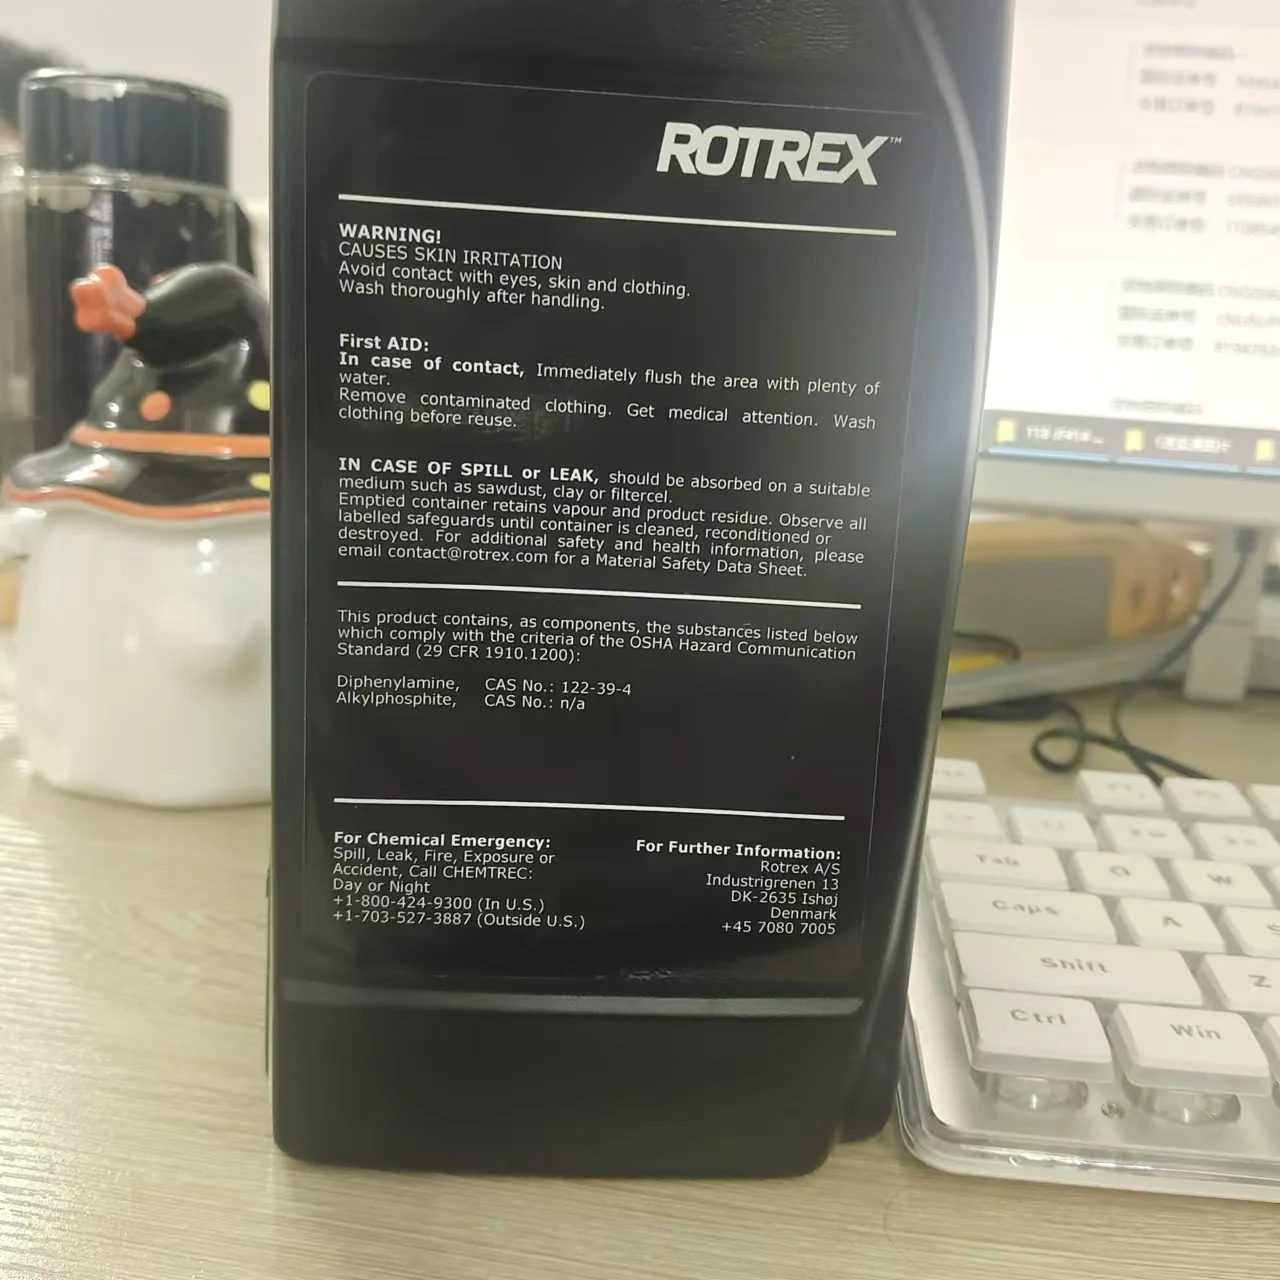 ROTREX™
WARNING!
CAUSES SKIN IRRITATION
Avoid contact with eyes, skin and clothing.
Wash thoroughly after handling.
First AID:
In case of contact, Immediately flush the area with plenty of
water.
Remove contaminated clothing. Get medical attention. Wash
clothing before reuse.
IN CASE OF SPILL or LEAK, should be absorbed on a suitable
medium such as sawdust, clay or filtercel.
Emptied container retains vapour and product residue. Observe all
labelled safeguards until container is cleaned, reconditioned or
destroyed. For additional safety and health information, please
email contact@rotrex.com for a Material Safety Data Sheet.
This product contains, as components, the substances listed below
which comply with the criteria of the OSHA Hazard Communication
Standard (29 CFR 1910.1200):
Diphenylamine, CAS No.: 122-39-4
Alkylphosphite, CAS No.: n/a
For Chemical Emergency:
Spill, Leak, Fire, Exposure or
Accident, Call CHEMTREC:
Day or Night
+1-800-424-9300 (In U.S.)
+1-703-527-3887 (Outside U.S.)
For Further Information:
Rotrex A/S
Industrigrenen 13
DK-2635 Ishøj
Denmark
+45 7080 7005
Tab
Q
W
Caps
A
S
Shift
Z
Ctrl
Win